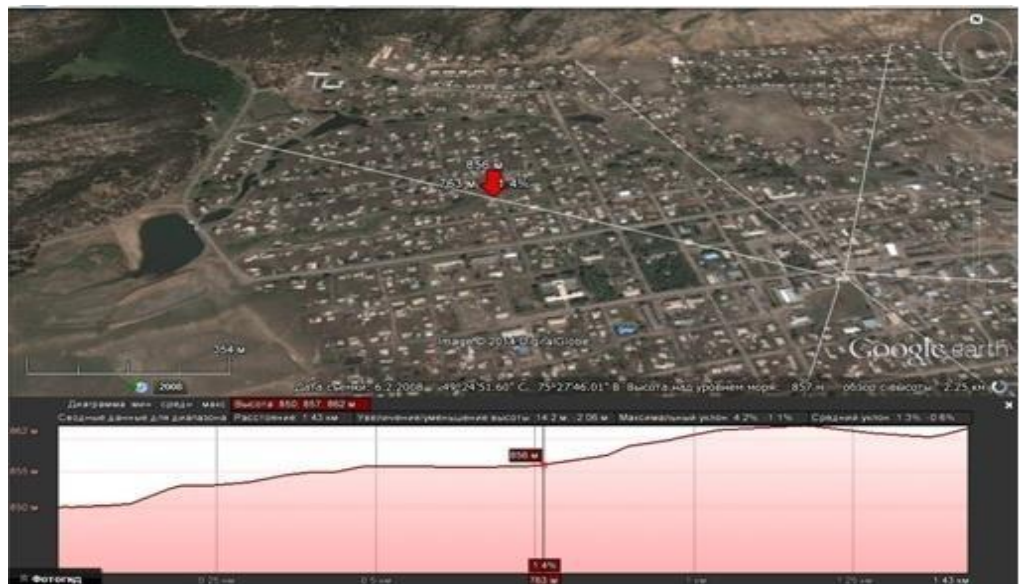 N
856 м
763 м 1.4%
354 м
Image © 2014 DigitalGlobe
Google earth
2008
Дата съемки: 6.2.2008 49°24'51.60" С. 75°27'46.01" В Высота над уровнем моря: 857 м обзор с высоты: 2.25 км
Диаграмма мин., средн., макс. Высота: 850, 857, 862 м
Сводные данные для диапазона Расстояние: 1.43 км Увеличение/уменьшение высоты: 14.2 м, -2.06 м Максимальный уклон: 4.2%, -1.1% Средний уклон: 1.3%, -0.6%
862 м
856 м
855 м
850 м
1.4%
Фотогид
0.25 км 0.5 км 763 м 1 км 1.25 км 1.43 км